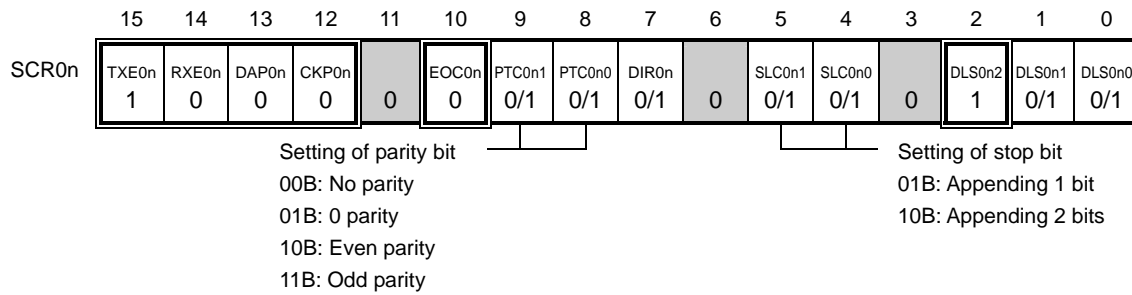 15 14 13 12 11 10 9 8 7 6 5 4 3 2 1 0
SCR0n TXE0n RXE0n DAP0n CKP0n EOC0n PTC0n1 PTC0n0 DIR0n SLC0n1 SLC0n0 DLS0n2 DLS0n1 DLS0n0
1 0 0 0 0 0 0/1 0/1 0/1 0 0/1 0/1 0 1 0/1 0/1
Setting of parity bit
00B: No parity
01B: 0 parity
10B: Even parity
11B: Odd parity
Setting of stop bit
01B: Appending 1 bit
10B: Appending 2 bits